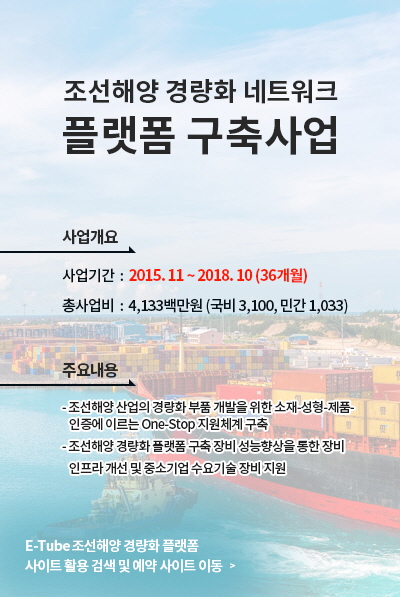 조선해양 경량화 네트워크
플랫폼 구축사업
사업개요
사업기간 : 2015. 11 ~ 2018. 10 (36개월)
총사업비 : 4,133백만원 (국비 3,100, 민간 1,033)
주요내용
- 조선해양 산업의 경량화 부품 개발을 위한 소재-성형-제품-
인증에 이르는 One-Stop 지원체계 구축
- 조선해양 경량화 플랫폼 구축 장비 성능향상을 통한 장비
인프라 개선 및 중소기업 수요기술 장비 지원
E-Tube 조선해양 경량화 플랫폼
사이트 활용 검색 및 예약 사이트 이동 >